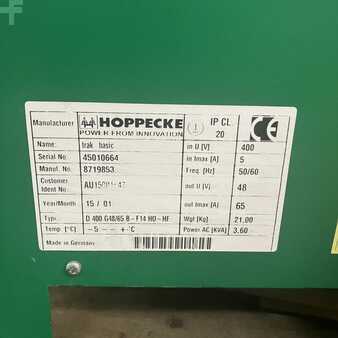 Manufacturer HOPPECKE IP CL
POWER FROM INNOVATION 20 CE
Name: trak basic in U [V] 400
Serial No. 45010664 in Imax [A] 5
Manuf. No. 8719853 Freq. [Hz] 50/60
Customer Ident No. out U [V] 48
Year/Month 15 / 01 out Imax [A] 65
Type: D 400 G48/65 B-F14 HO-HF Wgt [Kg] 21,00
Temp. [°C] -5 -- +-°C Power AC [KVA] 3.60
Made in Germany